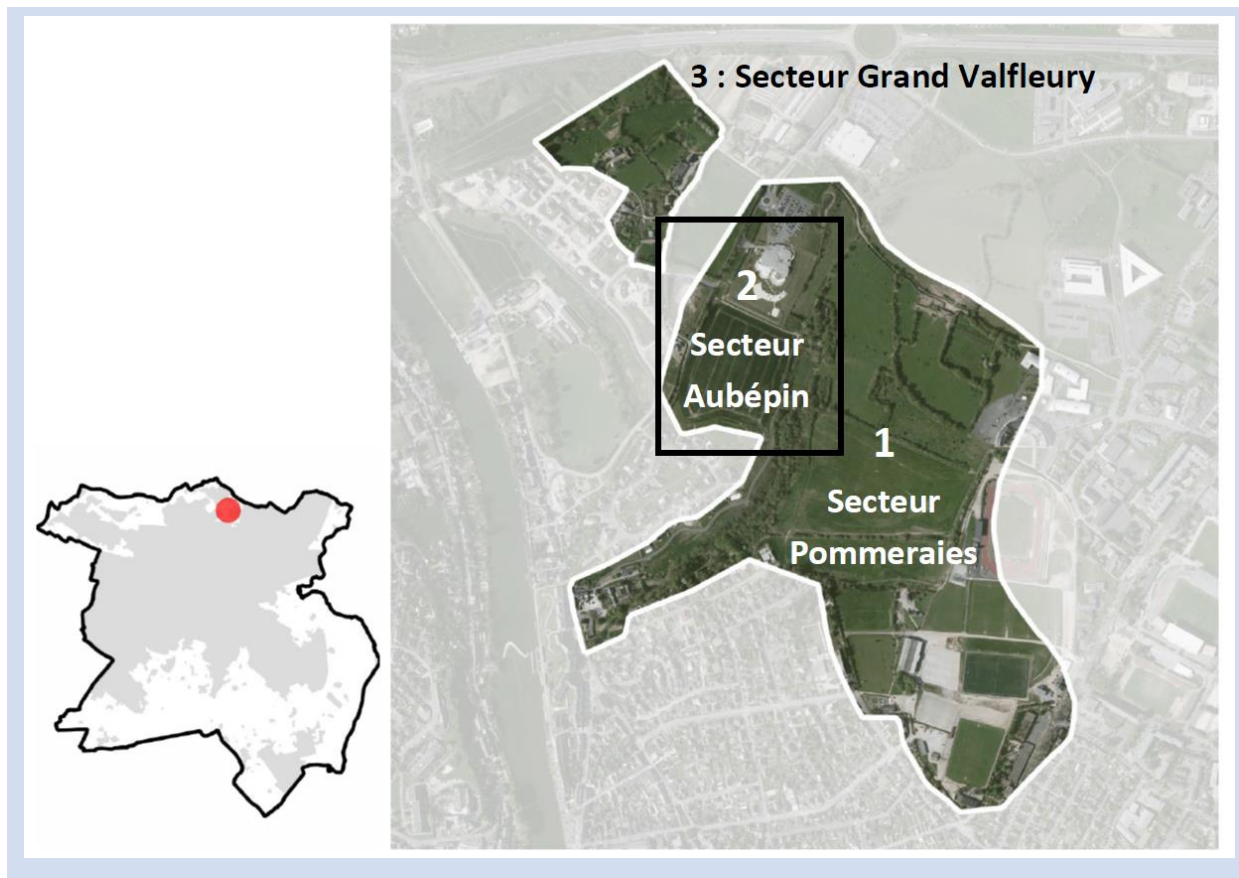 3 : Secteur Grand Valfleury
2
Secteur
Aubépin
1
Secteur
Pommeraies